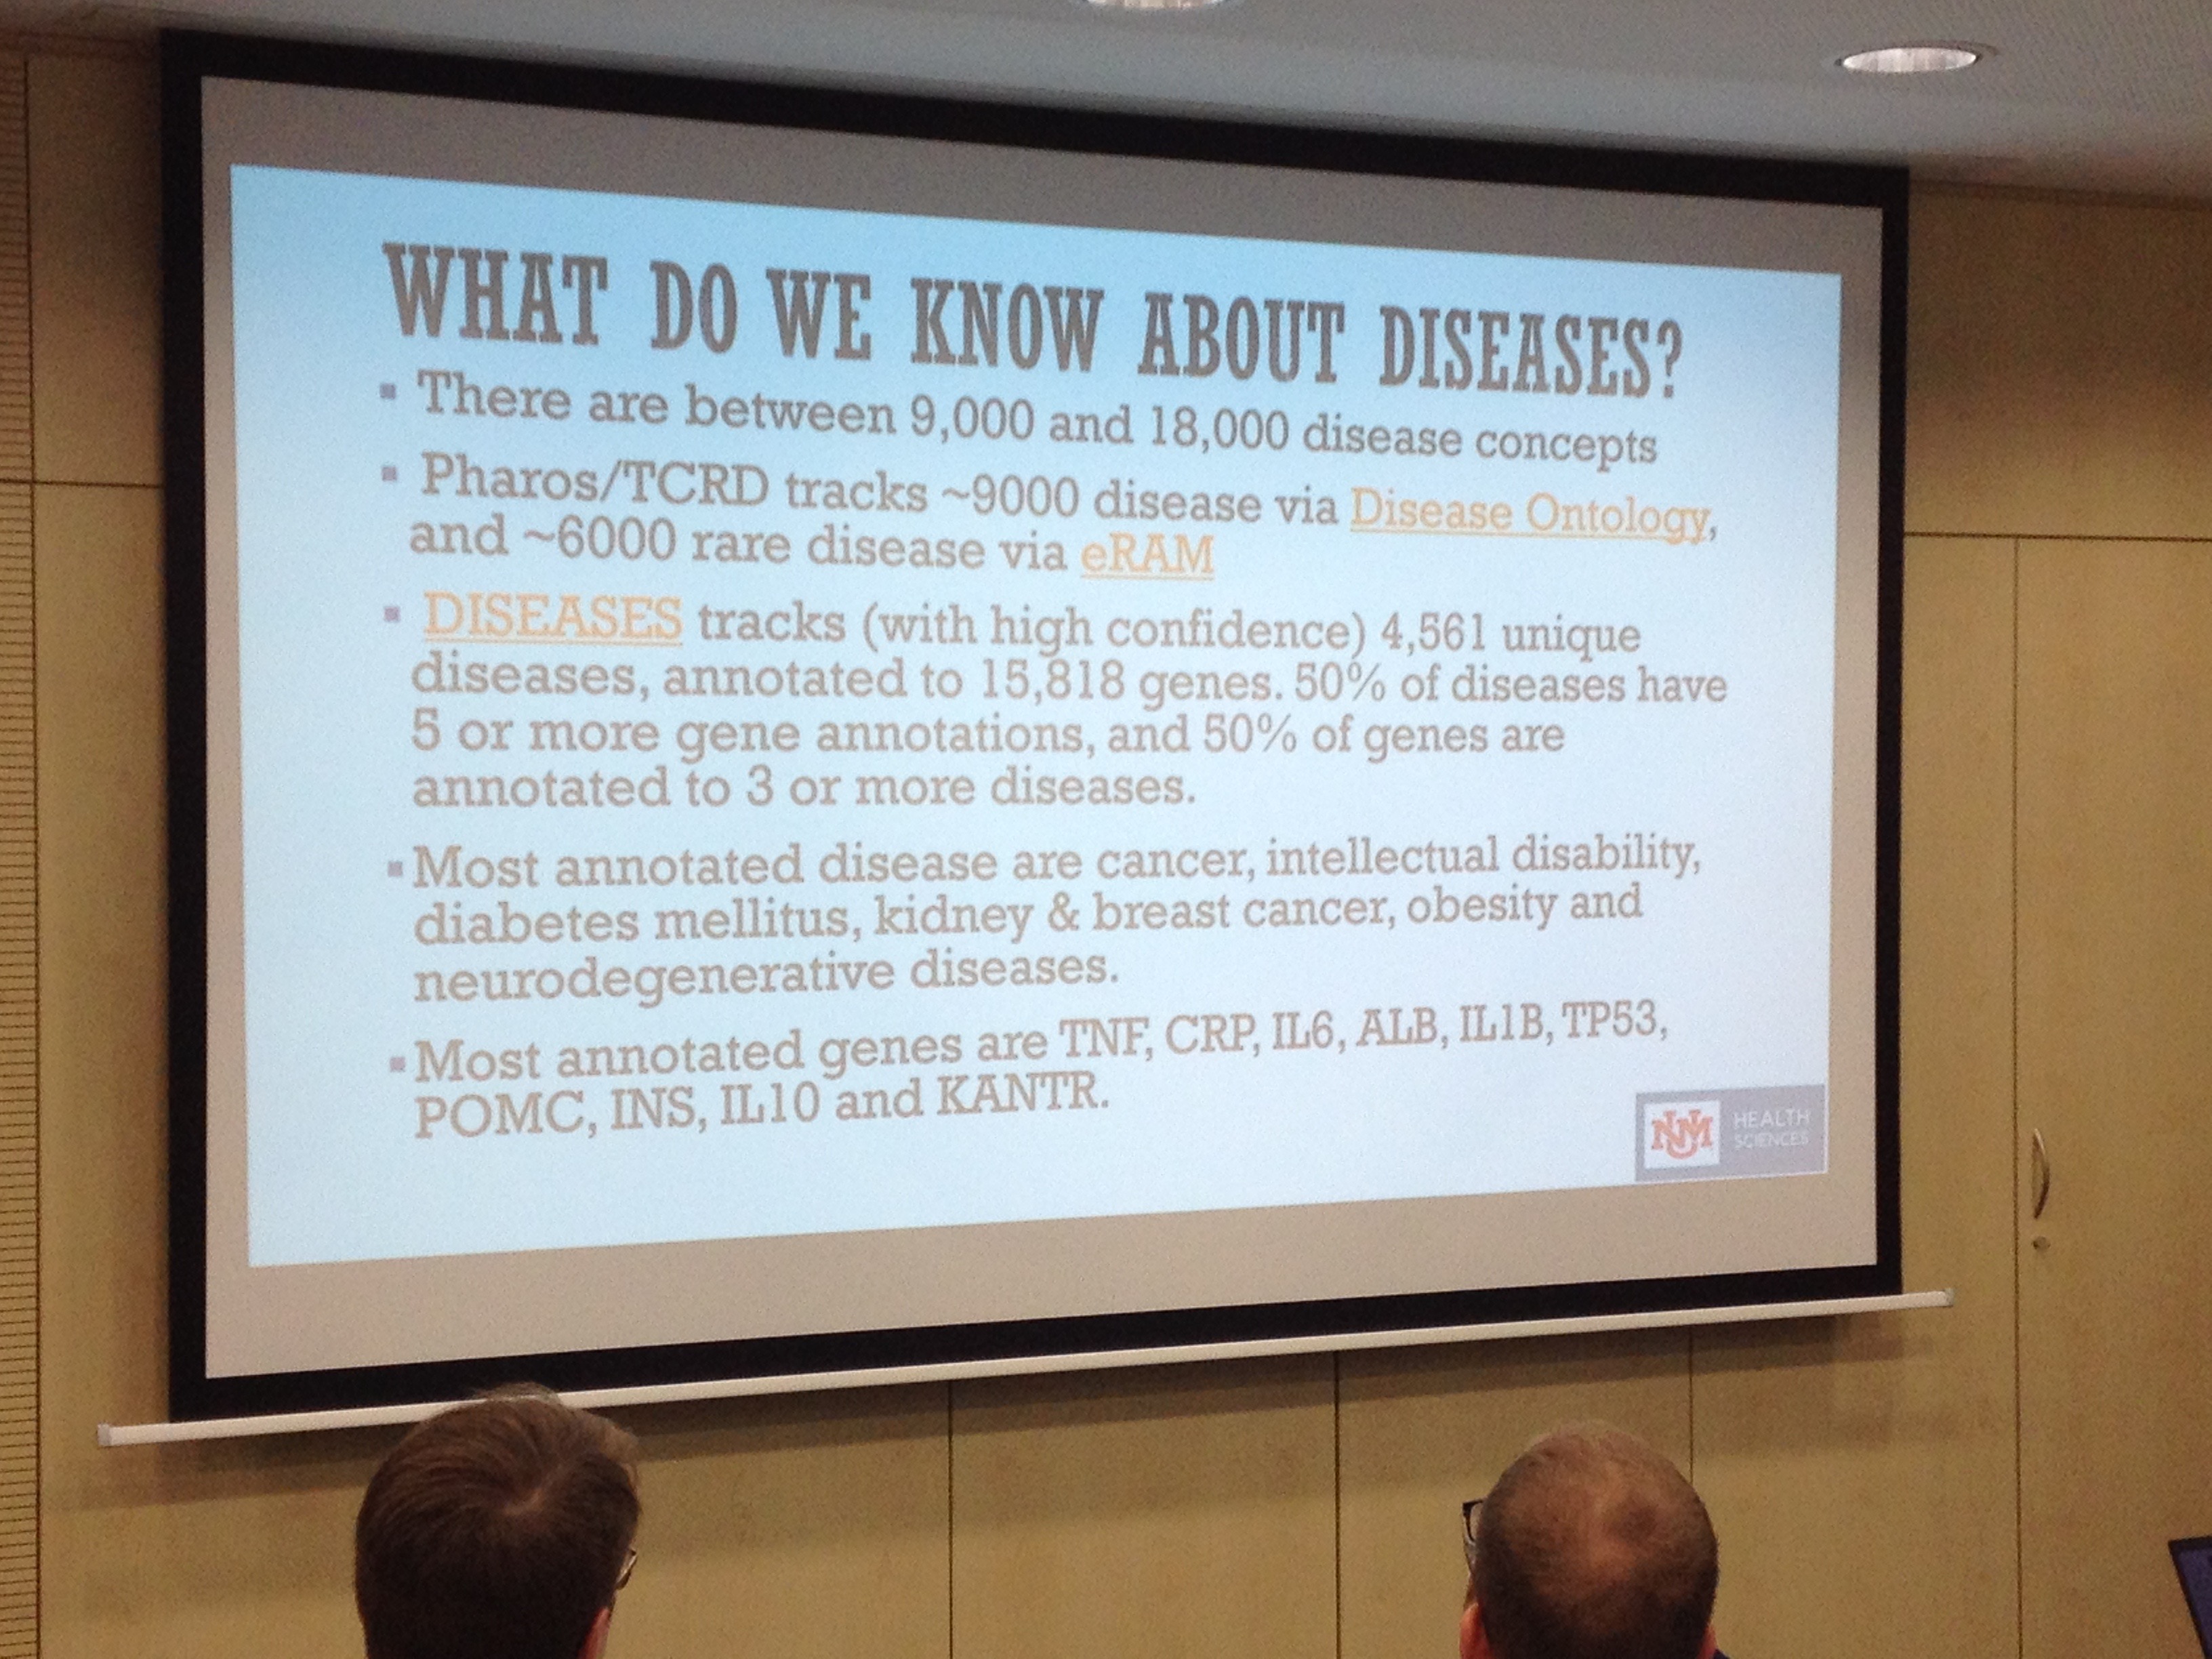 WHAT DO WE KNOW ABOUT DISEASES?
▪ There are between 9,000 and 18,000 disease concepts
▪ Pharos/TCRD tracks ~9000 disease via Disease Ontology,
and ~6000 rare disease via eRAM
▪ DISEASES tracks (with high confidence) 4,561 unique
diseases, annotated to 15,818 genes. 50% of diseases have
5 or more gene annotations, and 50% of genes are
annotated to 3 or more diseases.
▪ Most annotated disease are cancer, intellectual disability,
diabetes mellitus, kidney & breast cancer, obesity and
neurodegenerative diseases.
▪ Most annotated genes are TNF, CRP, IL6, ALB, IL1B, TP53,
POMC, INS, IL10 and KANTR.
UNM HEALTH
SCIENCES